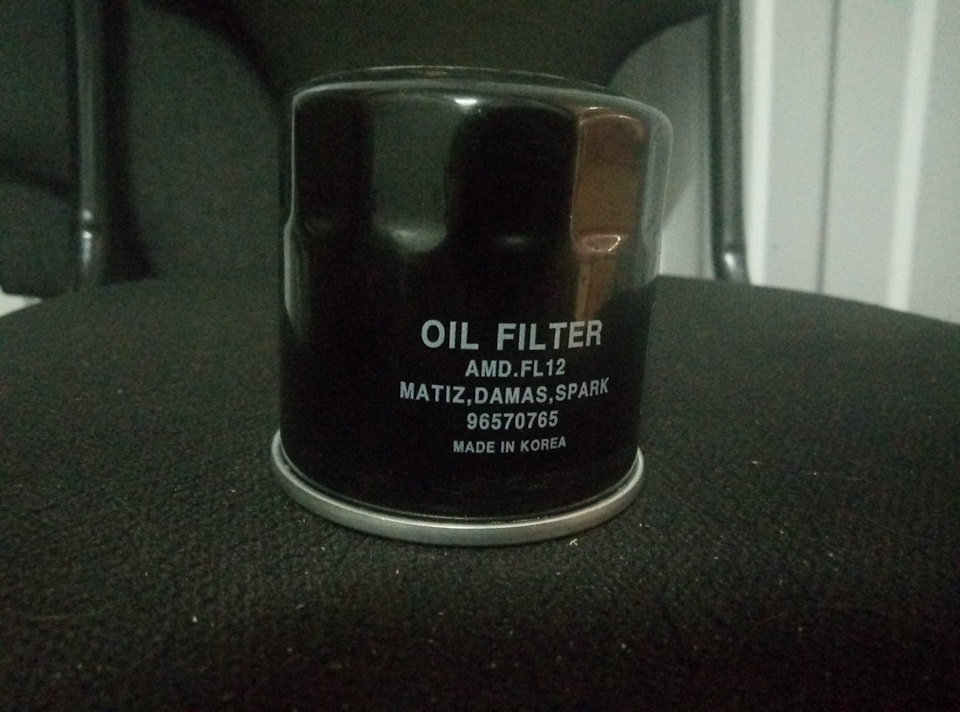 OIL FILTER
AMD.FL12
MATIZ,DAMAS,SPARK
96570765
MADE IN KOREA